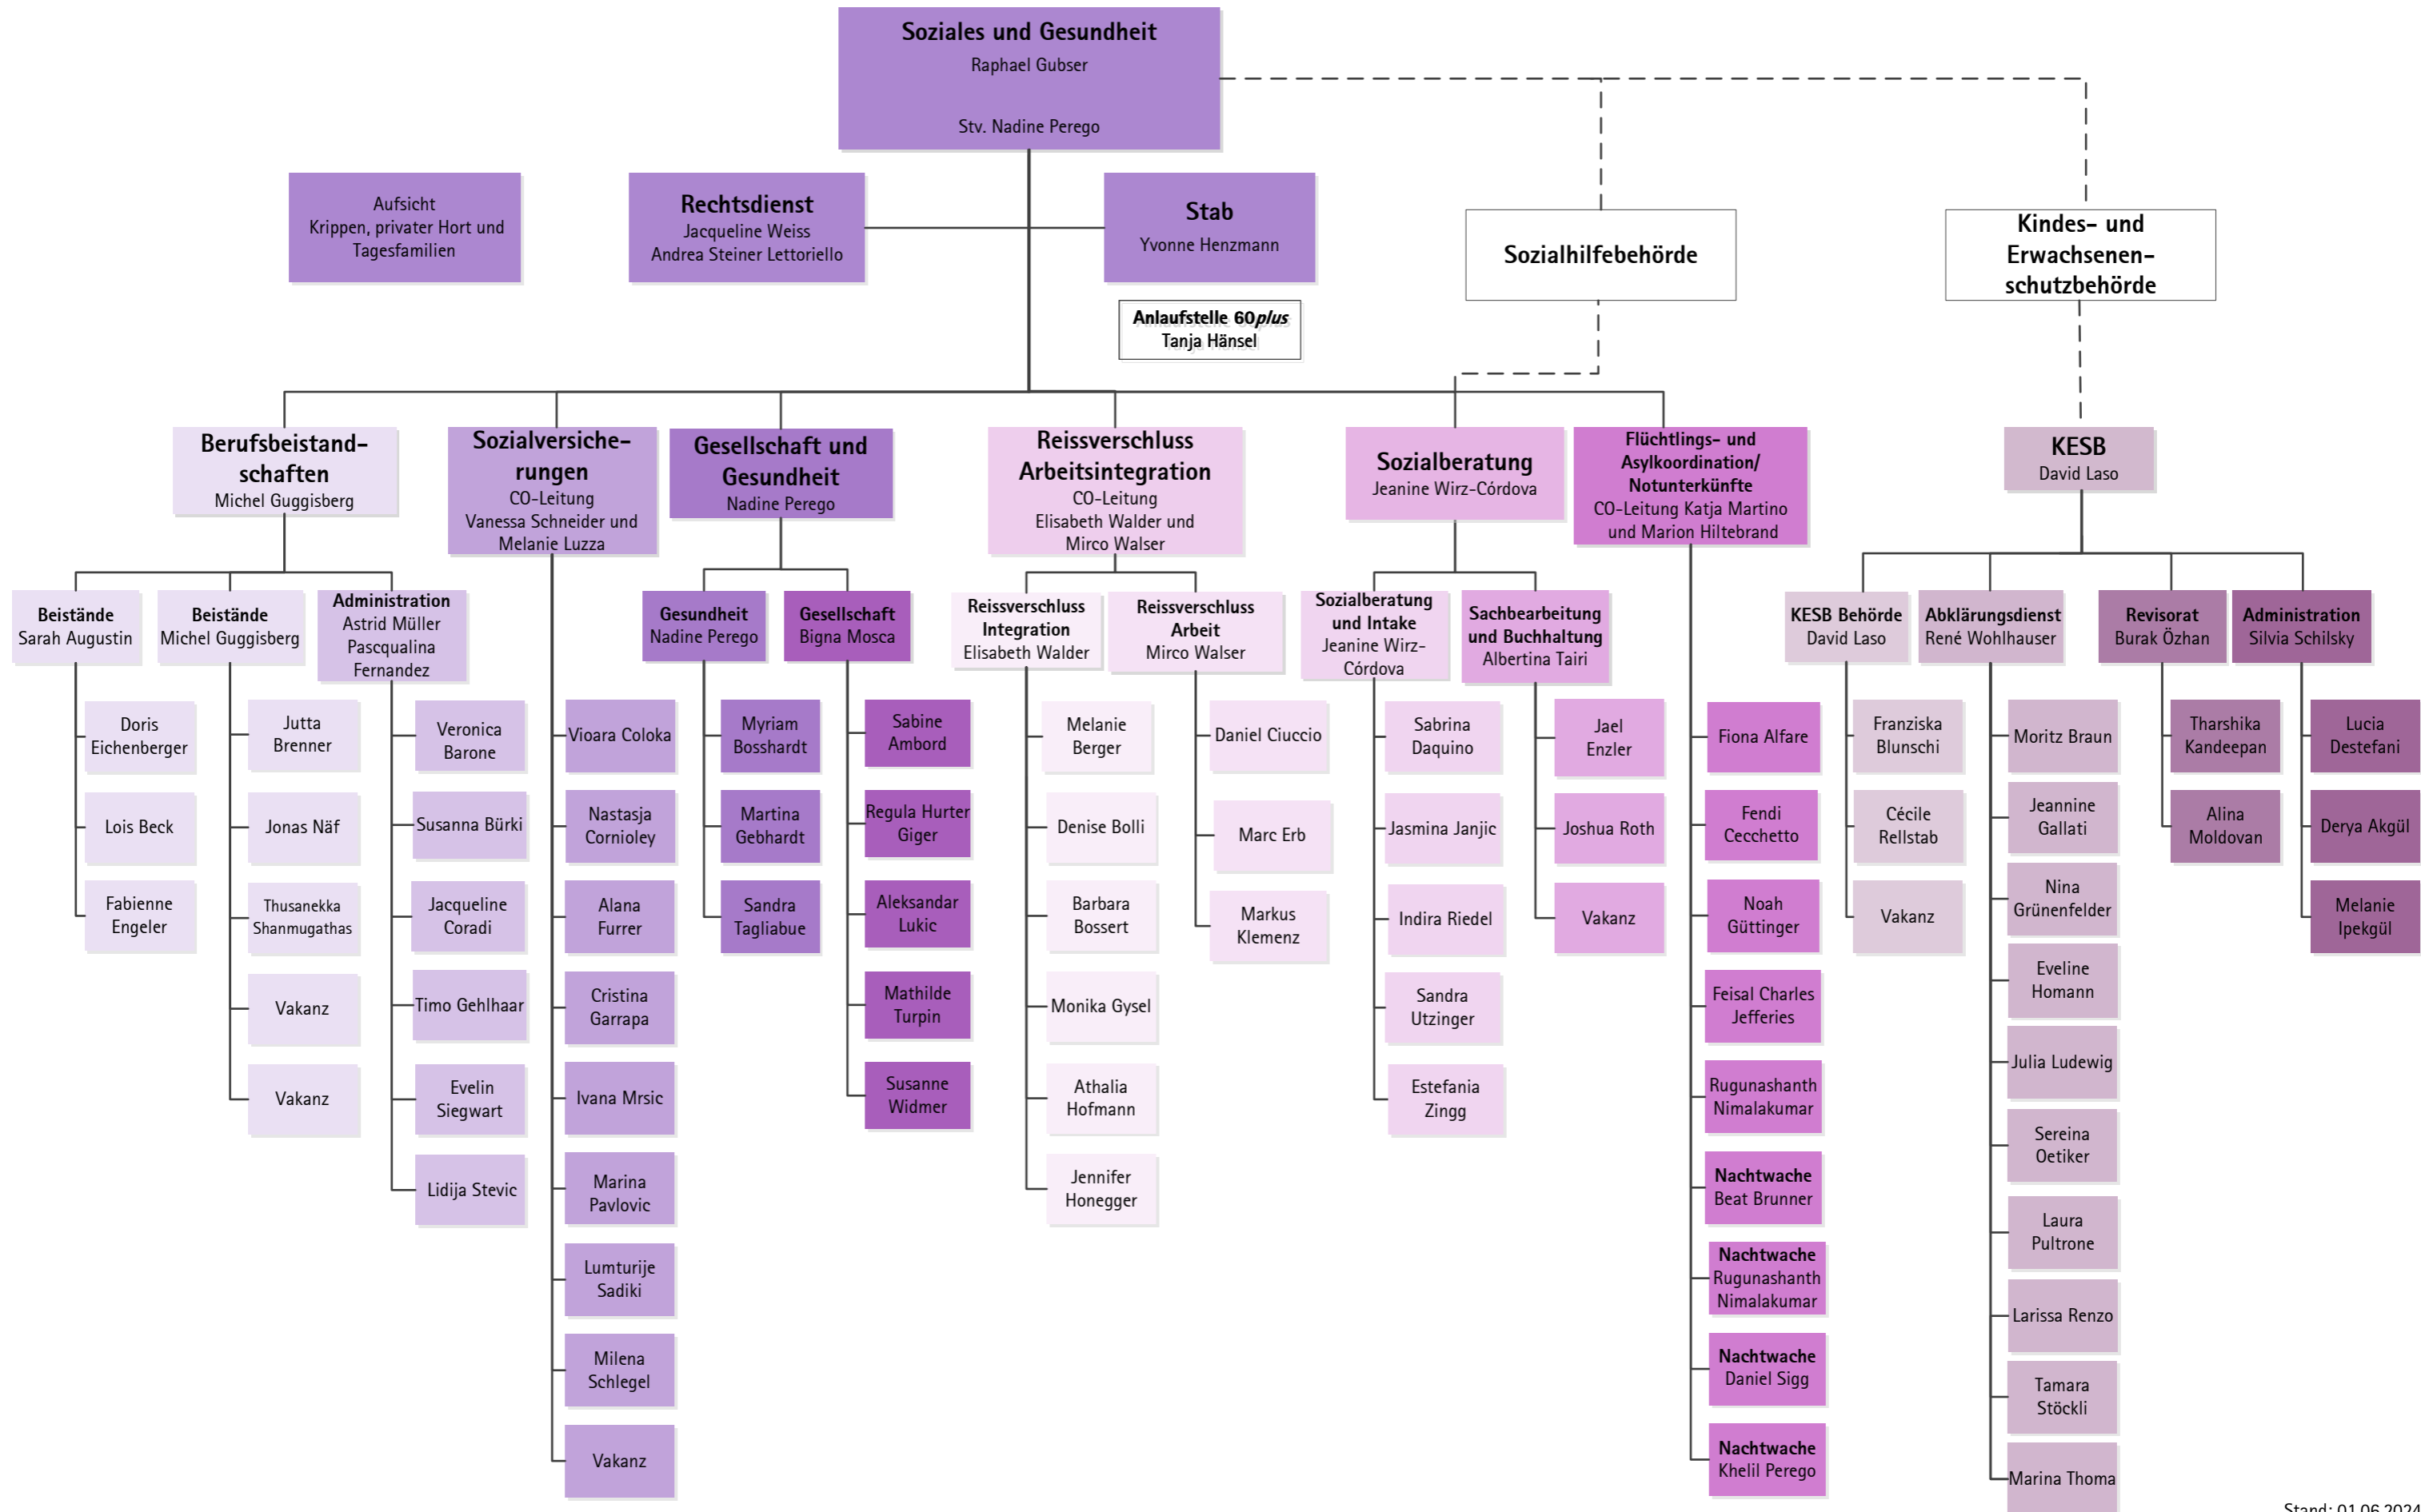 Soziales und Gesundheit
Raphael Gubser
Stv. Nadine Perego
Aufsicht
Krippen, privater Hort und
Tagesfamilien
Rechtsdienst
Jacqueline Weiss
Andrea Steiner Lettoriello
Stab
Yvonne Henzmann
Anlaufstelle 60plus
Tanja Hänsel
Sozialhilfebehörde
Kindes- und
Erwachsenen-
schutzbehörde
Berufsbeistand-
schaften
Michel Guggisberg
Beistände
Sarah Augustin
Doris
Eichenberger
Lois Beck
Fabienne
Engeler
Beistände
Michel Guggisberg
Jutta
Brenner
Jonas Näf
Thusanekka
Shanmugathas
Vakanz
Vakanz
Administration
Astrid Müller
Pascqualina
Fernandez
Veronica
Barone
Susanna Bürki
Jacqueline
Coradi
Timo Gehlhaar
Evelin
Siegwart
Lidija Stevic
Sozialversiche-
rungen
CO-Leitung
Vanessa Schneider und
Melanie Luzza
Vioara Coloka
Nastasja
Cornioley
Alana
Furrer
Cristina
Garrapa
Ivana Mrsic
Marina
Pavlovic
Lumturije
Sadiki
Milena
Schlegel
Vakanz
Gesellschaft und
Gesundheit
Nadine Perego
Gesundheit
Nadine Perego
Myriam
Bosshardt
Martina
Gebhardt
Sandra
Tagliabue
Gesellschaft
Bigna Mosca
Sabine
Ambord
Regula Hurter
Giger
Aleksandar
Lukic
Mathilde
Turpin
Susanne
Widmer
Reissverschluss
Arbeitsintegration
CO-Leitung
Elisabeth Walder und
Mirco Walser
Reissverschluss
Integration
Elisabeth Walder
Melanie
Berger
Denise Bolli
Barbara
Bossert
Monika Gysel
Athalia
Hofmann
Jennifer
Honegger
Reissverschluss
Arbeit
Mirco Walser
Daniel Ciuccio
Marc Erb
Markus
Klemenz
Sozialberatung
Jeanine Wirz-Córdova
Sozialberatung
und Intake
Jeanine Wirz-
Córdova
Sabrina
Daquino
Jasmina Janjic
Indira Riedel
Sandra
Utzinger
Estefania
Zingg
Sachbearbeitung
und Buchhaltung
Albertina Tairi
Jael
Enzler
Joshua Roth
Vakanz
Flüchtlings- und
Asylkoordination/
Notunterkünfte
CO-Leitung Katja Martino
und Marion Hiltebrand
Fiona Alfare
Fendi
Cecchetto
Noah
Güttinger
Feisal Charles
Jefferies
Rugunashanth
Nimalakumar
Nachtwache
Beat Brunner
Nachtwache
Rugunashanth
Nimalakumar
Nachtwache
Daniel Sigg
Nachtwache
Khelil Perego
KESB
David Laso
KESB Behörde
David Laso
Franziska
Blunschi
Cécile
Rellstab
Vakanz
Abklärungsdienst
René Wohlhauser
Moritz Braun
Jeannine
Gallati
Nina
Grünenfelder
Eveline
Homann
Julia Ludewig
Sereina
Oetiker
Laura
Pultrone
Larissa Renzo
Tamara
Stöckli
Marina Thoma
Revisorat
Burak Özhan
Tharshika
Kandeepan
Alina
Moldovan
Administration
Silvia Schilsky
Lucia
Destefani
Derya Akgül
Melanie
Ipekgül
Stand: 01.06.2024